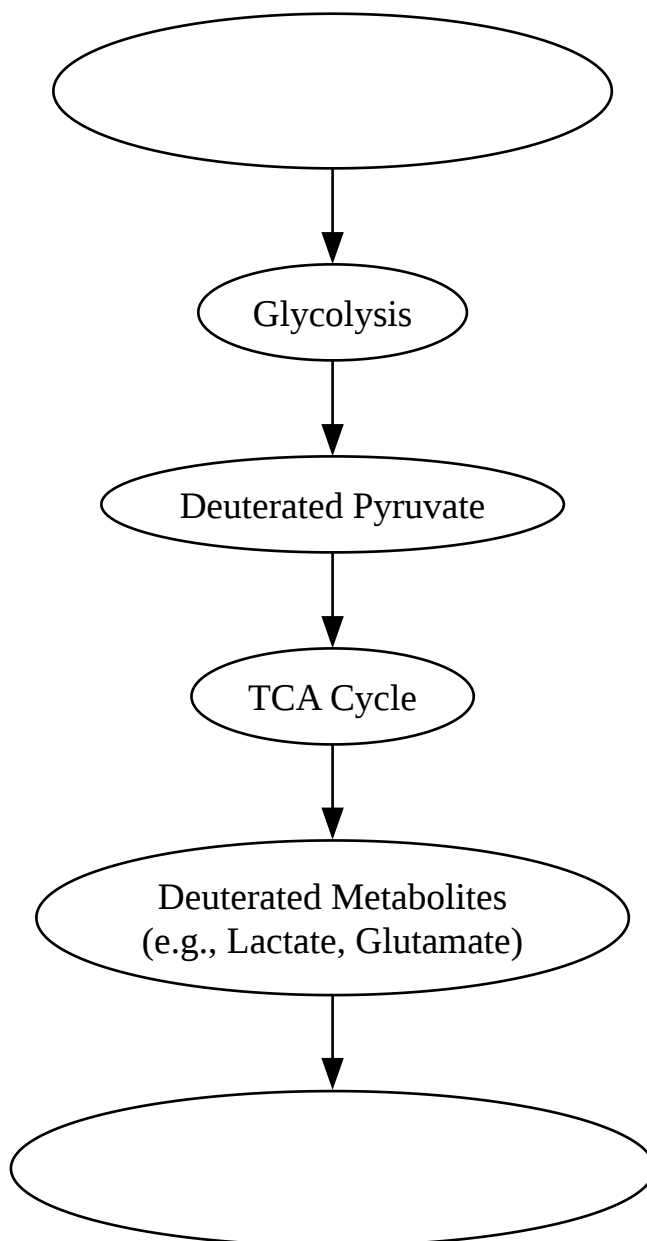 Glycolysis
Deuterated Pyruvate
TCA Cycle
Deuterated Metabolites
(e.g., Lactate, Glutamate)